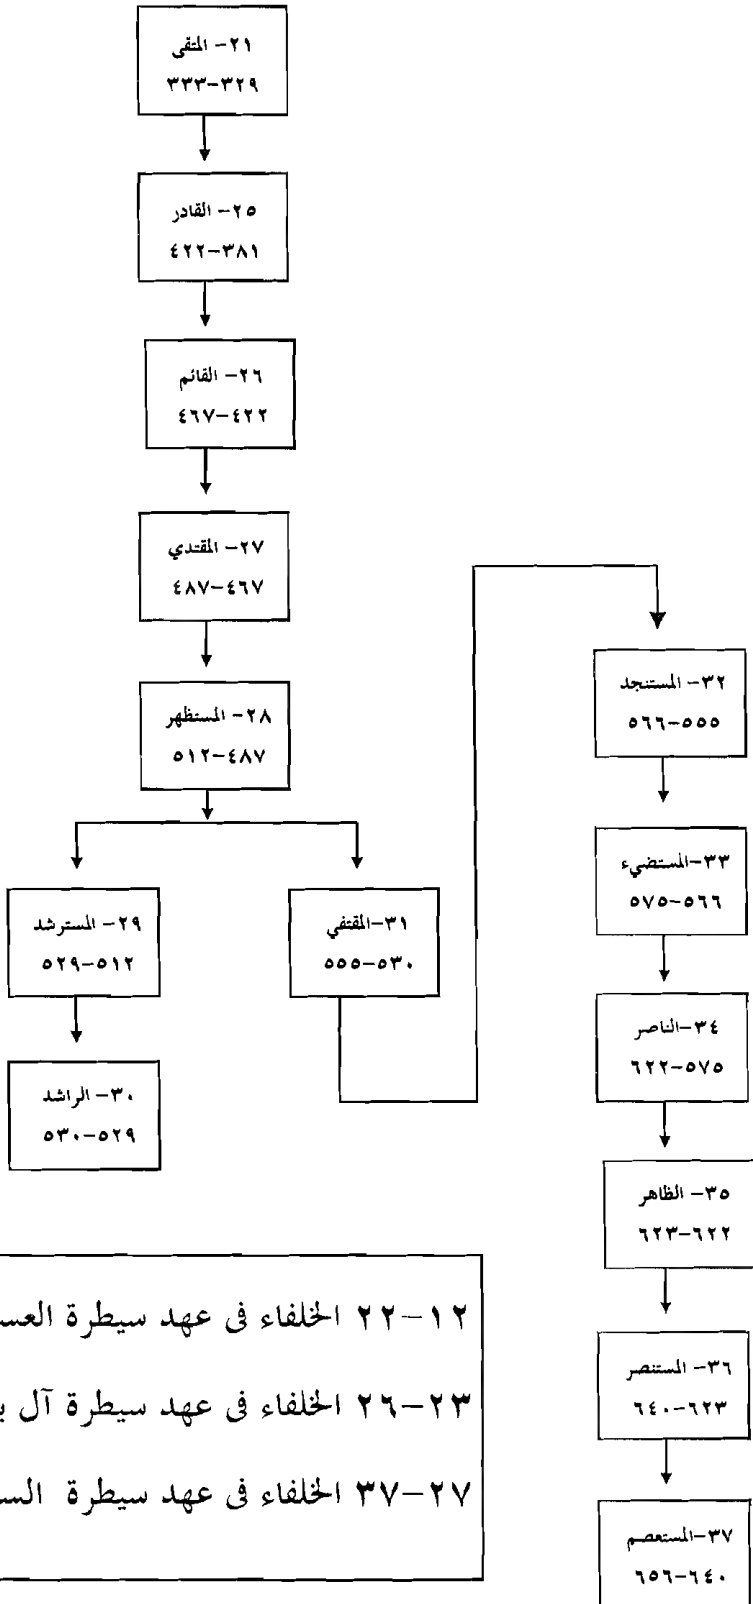 ٢١- المتقى
٣٢٩-٣٣٣
٢٥- القادر
٣٨١-٤٢٢
٢٦- القائم
٤٢٢-٤٦٧
٢٧- المقتدي
٤٦٧-٤٨٧
٢٨- المستظهر
٤٨٧-٥١٢
٢٩- المسترشد
٥١٢-٥٢٩
٣٠- الراشد
٥٢٩-٥٣٠
٣١-المقتفي
٥٣٠-٥٥٥
٣٢- المستنجد
٥٥٥-٥٦٦
٣٣-المستضيء
٥٦٦-٥٧٥
٣٤-الناصر
٥٧٥-٦٢٢
٣٥- الظاهر
٦٢٢-٦٢٣
٣٦- المستنصر
٦٢٣-٦٤٠
٣٧-المستعصم
٦٤٠-٦٥٦
١٢-٢٢ الخلفاء فى عهد سيطرة
٢٣-٢٦ الخلفاء فى عهد سيطرة آل
٢٧-٣٧ الخلفاء فى عهد سيطرة